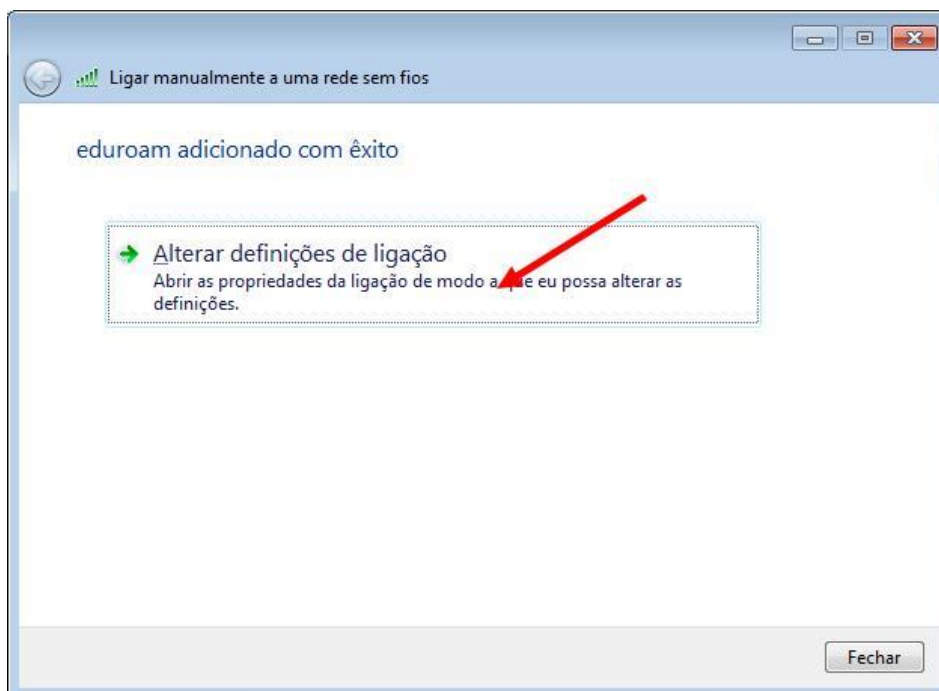 Ligar manualmente a uma rede sem fios
eduroam adicionado com êxito
Alterar definições de ligação
Abrir as propriedades da ligação de modo a que eu possa alterar as
definições.
Fechar